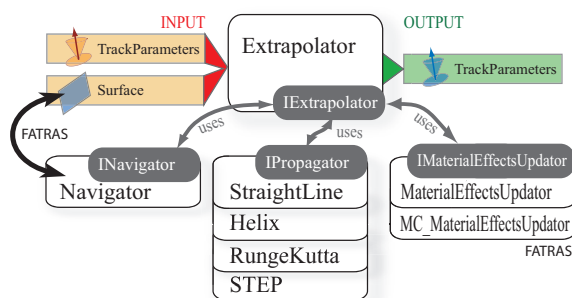 INPUT
OUTPUT
TrackParameters
Surface
Extrapolator
TrackParameters
IExtrapolator
FATRAS
uses
uses
uses
INavigator
Navigator
IPropagator
StraightLine
Helix
RungeKutta
STEP
IMaterialEffectsUpdator
MaterialEffectsUpdator
MC_MaterialEffectsUpdator
FATRAS